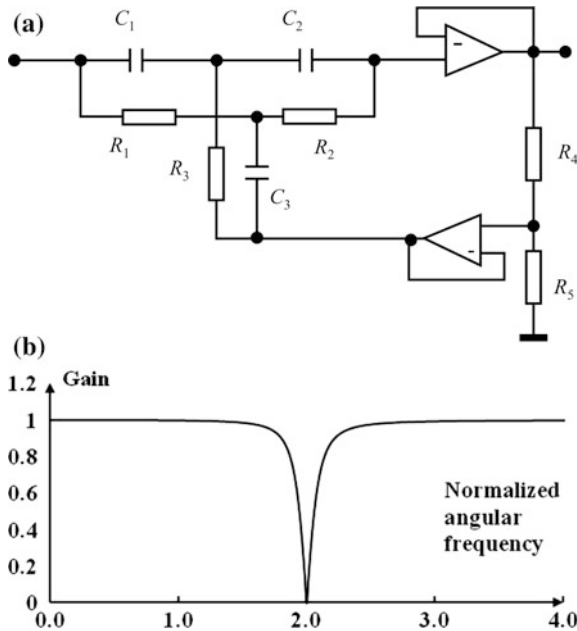 (a)
C1
C2
-
R1
R2
R3
C3
R4
-
R5
(b)
Gain
1.2
1
0.8
0.6
0.4
0.2
0
Normalized
angular
frequency
0.0 1.0 2.0 3.0 4.0